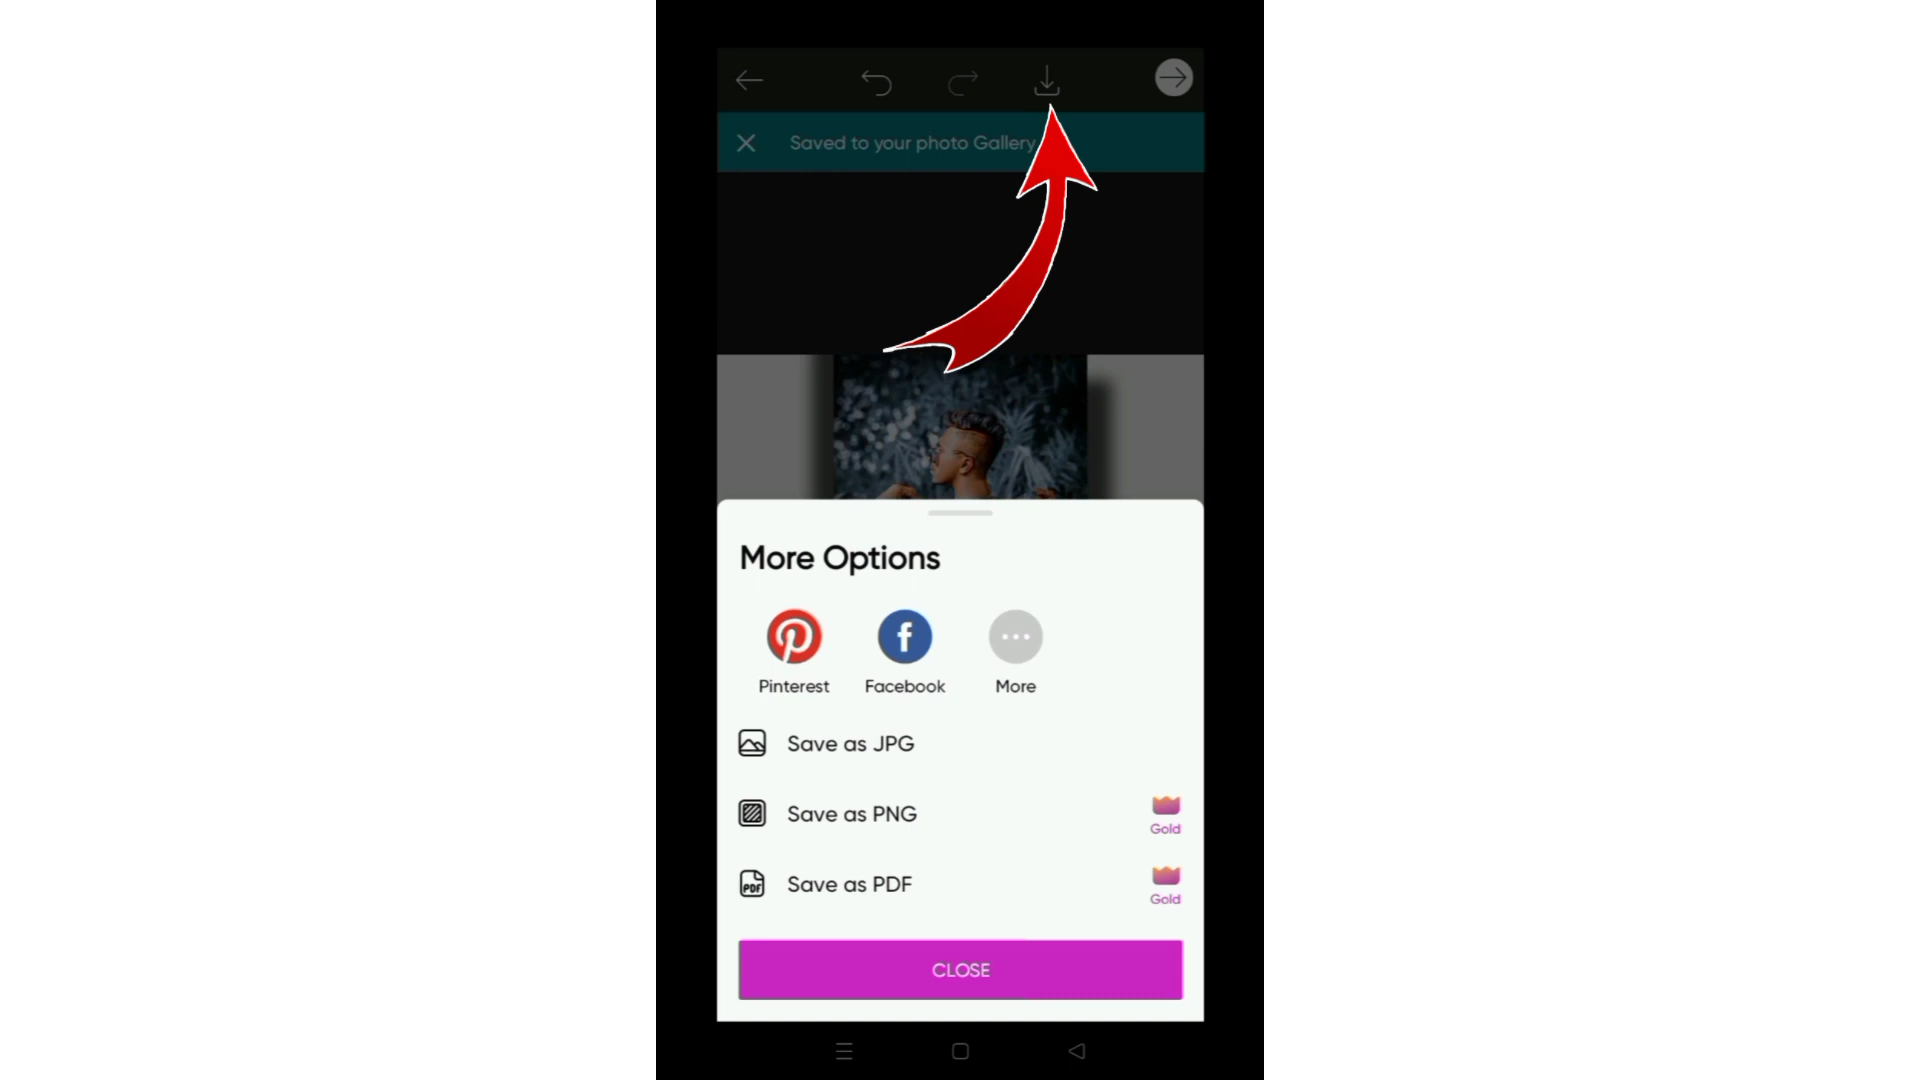 Saved to your photo Gallery
More Options
Pinterest
Facebook
More
Save as JPG
Save as PNG
Gold
PDF
Save as PDF
Gold
CLOSE